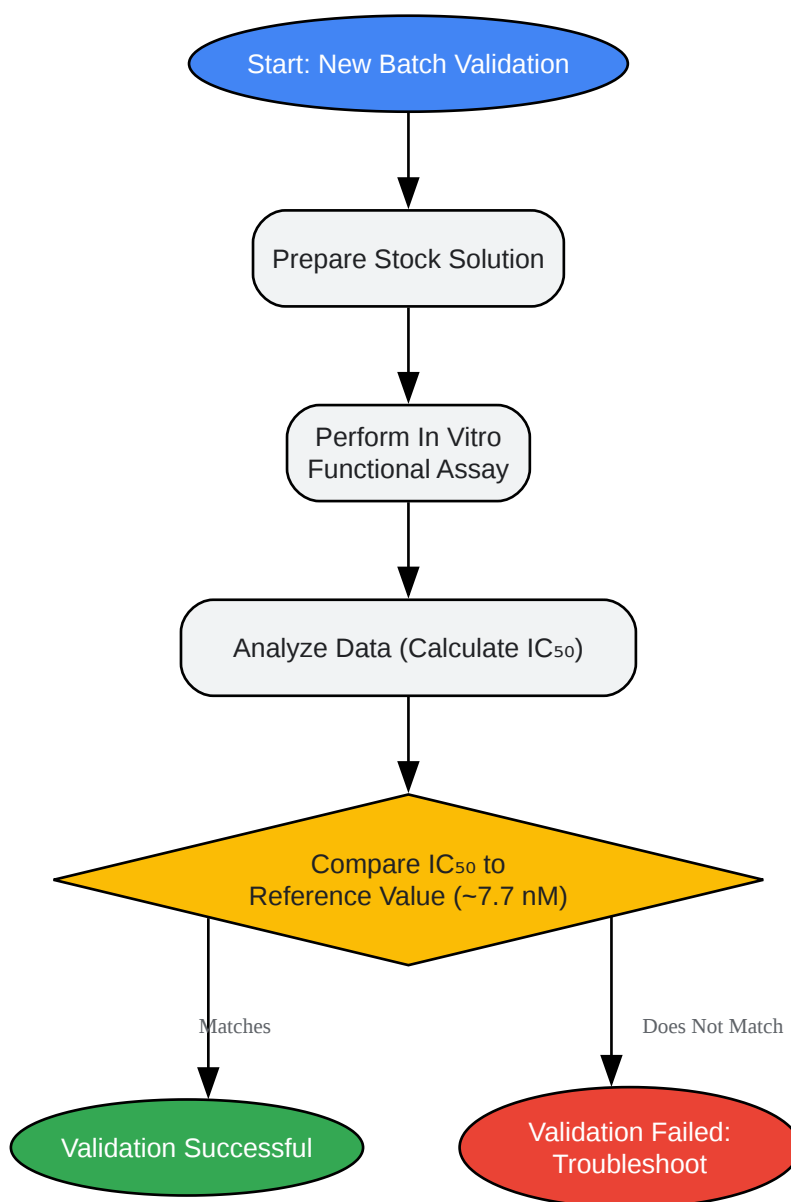 Start: New Batch Validation
Prepare Stock Solution
Perform In Vitro
Functional Assay
Analyze Data (Calculate IC₅₀)
Compare IC₅₀ to
Reference Value (~7.7 nM)
Matches
Does Not Match
Validation Successful
Validation Failed:
Troubleshoot